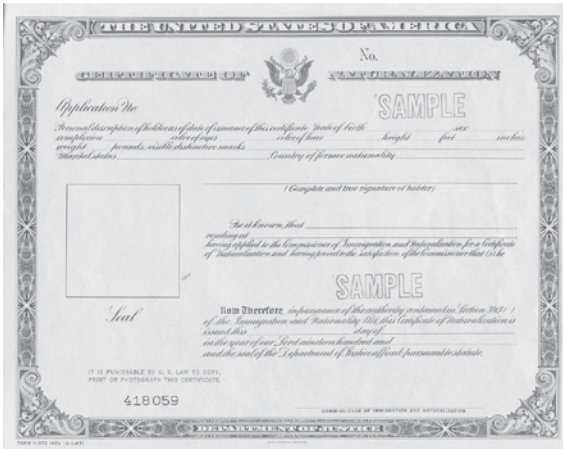 THE UNITED STATES OF AMERICA
No.
CERTIFICATE OF NATURALIZATION
Application No
SAMPLE
Personal description of holder as of date of issuance of this certificate: Date of birth sex
complexion color of eyes color of hair height feet inches;
weight pounds, visible distinctive marks
Marital status Country of former nationality
(Complete and true signature of holder)
Be it known, that
residing at
having applied to the Commissioner of Immigration and Naturalization for a Certificate
of Naturalization and having proved to the satisfaction of the Commissioner that (s)he
SAMPLE
Seal
Now Therefore, in pursuance of the authority contained in Section 343( )
of the Immigration and Nationality Act, this Certificate of Naturalization is
issued this day of
in the year of our Lord nineteen hundred and
and the seal of the Department of Justice affixed pursuant to statute.
IT IS PUNISHABLE BY U. S. LAW TO COPY,
PRINT OR PHOTOGRAPH THIS CERTIFICATE.
418059
COMMISSIONER OF IMMIGRATION AND NATURALIZATION
DEPARTMENT OF JUSTICE